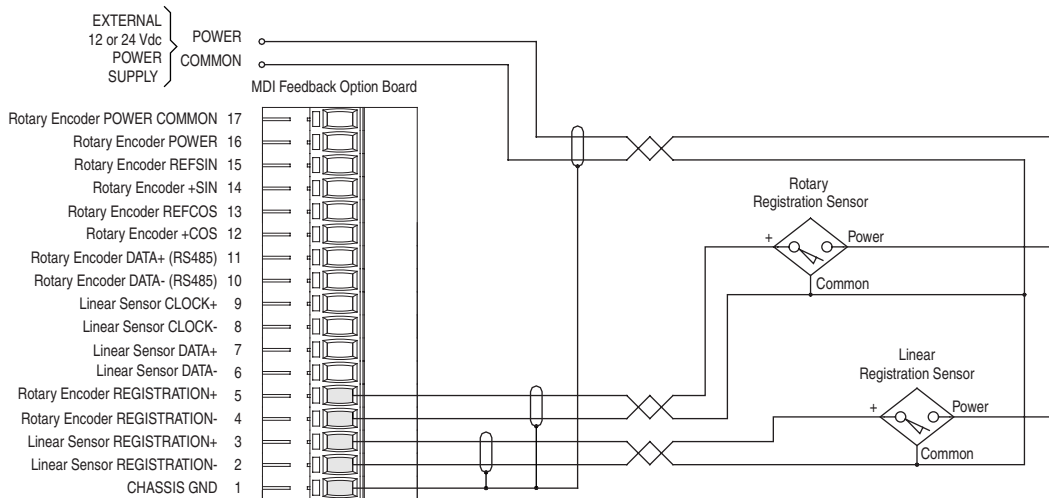 EXTERNAL
12 or 24 Vdc
POWER
SUPPLY
POWER
COMMON
MDI Feedback Option Board
Rotary Encoder POWER COMMON 17
Rotary Encoder POWER 16
Rotary Encoder REFSIN 15
Rotary Encoder +SIN 14
Rotary Encoder REFCOS 13
Rotary Encoder +COS 12
Rotary Encoder DATA+ (RS485) 11
Rotary Encoder DATA- (RS485) 10
Linear Sensor CLOCK+ 9
Linear Sensor CLOCK- 8
Linear Sensor DATA+ 7
Linear Sensor DATA- 6
Rotary Encoder REGISTRATION+ 5
Rotary Encoder REGISTRATION- 4
Linear Sensor REGISTRATION+ 3
Linear Sensor REGISTRATION- 2
CHASSIS GND 1
Rotary
Registration Sensor
+ Power
Common
Linear
Registration Sensor
+ Power
Common